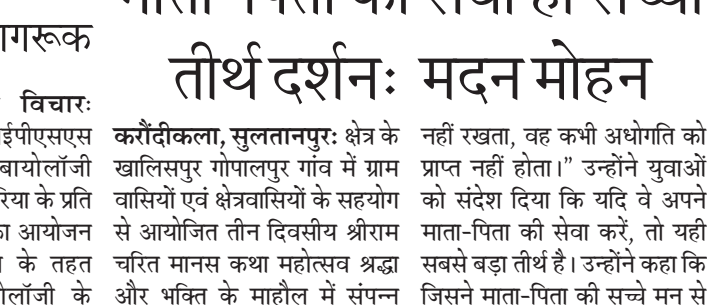 माता-पिता की सेवा ही सच्चा
तीर्थ दर्शनः मदन मोहन
गरूक
विचारः
ईपीएसएस
बायोलॉजी
रिया के प्रति
का आयोजन
के तहत
लॉजी के
करौंदीकला, सुलतानपुरः क्षेत्र के
खालिसपुर गोपालपुर गांव में ग्राम
वासियों एवं क्षेत्रवासियों के सहयोग
से आयोजित तीन दिवसीय श्रीराम
चरित मानस कथा महोत्सव श्रद्धा
और भक्ति के माहौल में संपन्न
नहीं रखता, वह कभी अधोगति को
प्राप्त नहीं होता।” उन्होंने युवाओं
को संदेश दिया कि यदि वे अपने
माता-पिता की सेवा करें, तो यही
सबसे बड़ा तीर्थ है। उन्होंने कहा कि
जिसने माता-पिता की सच्चे मन से